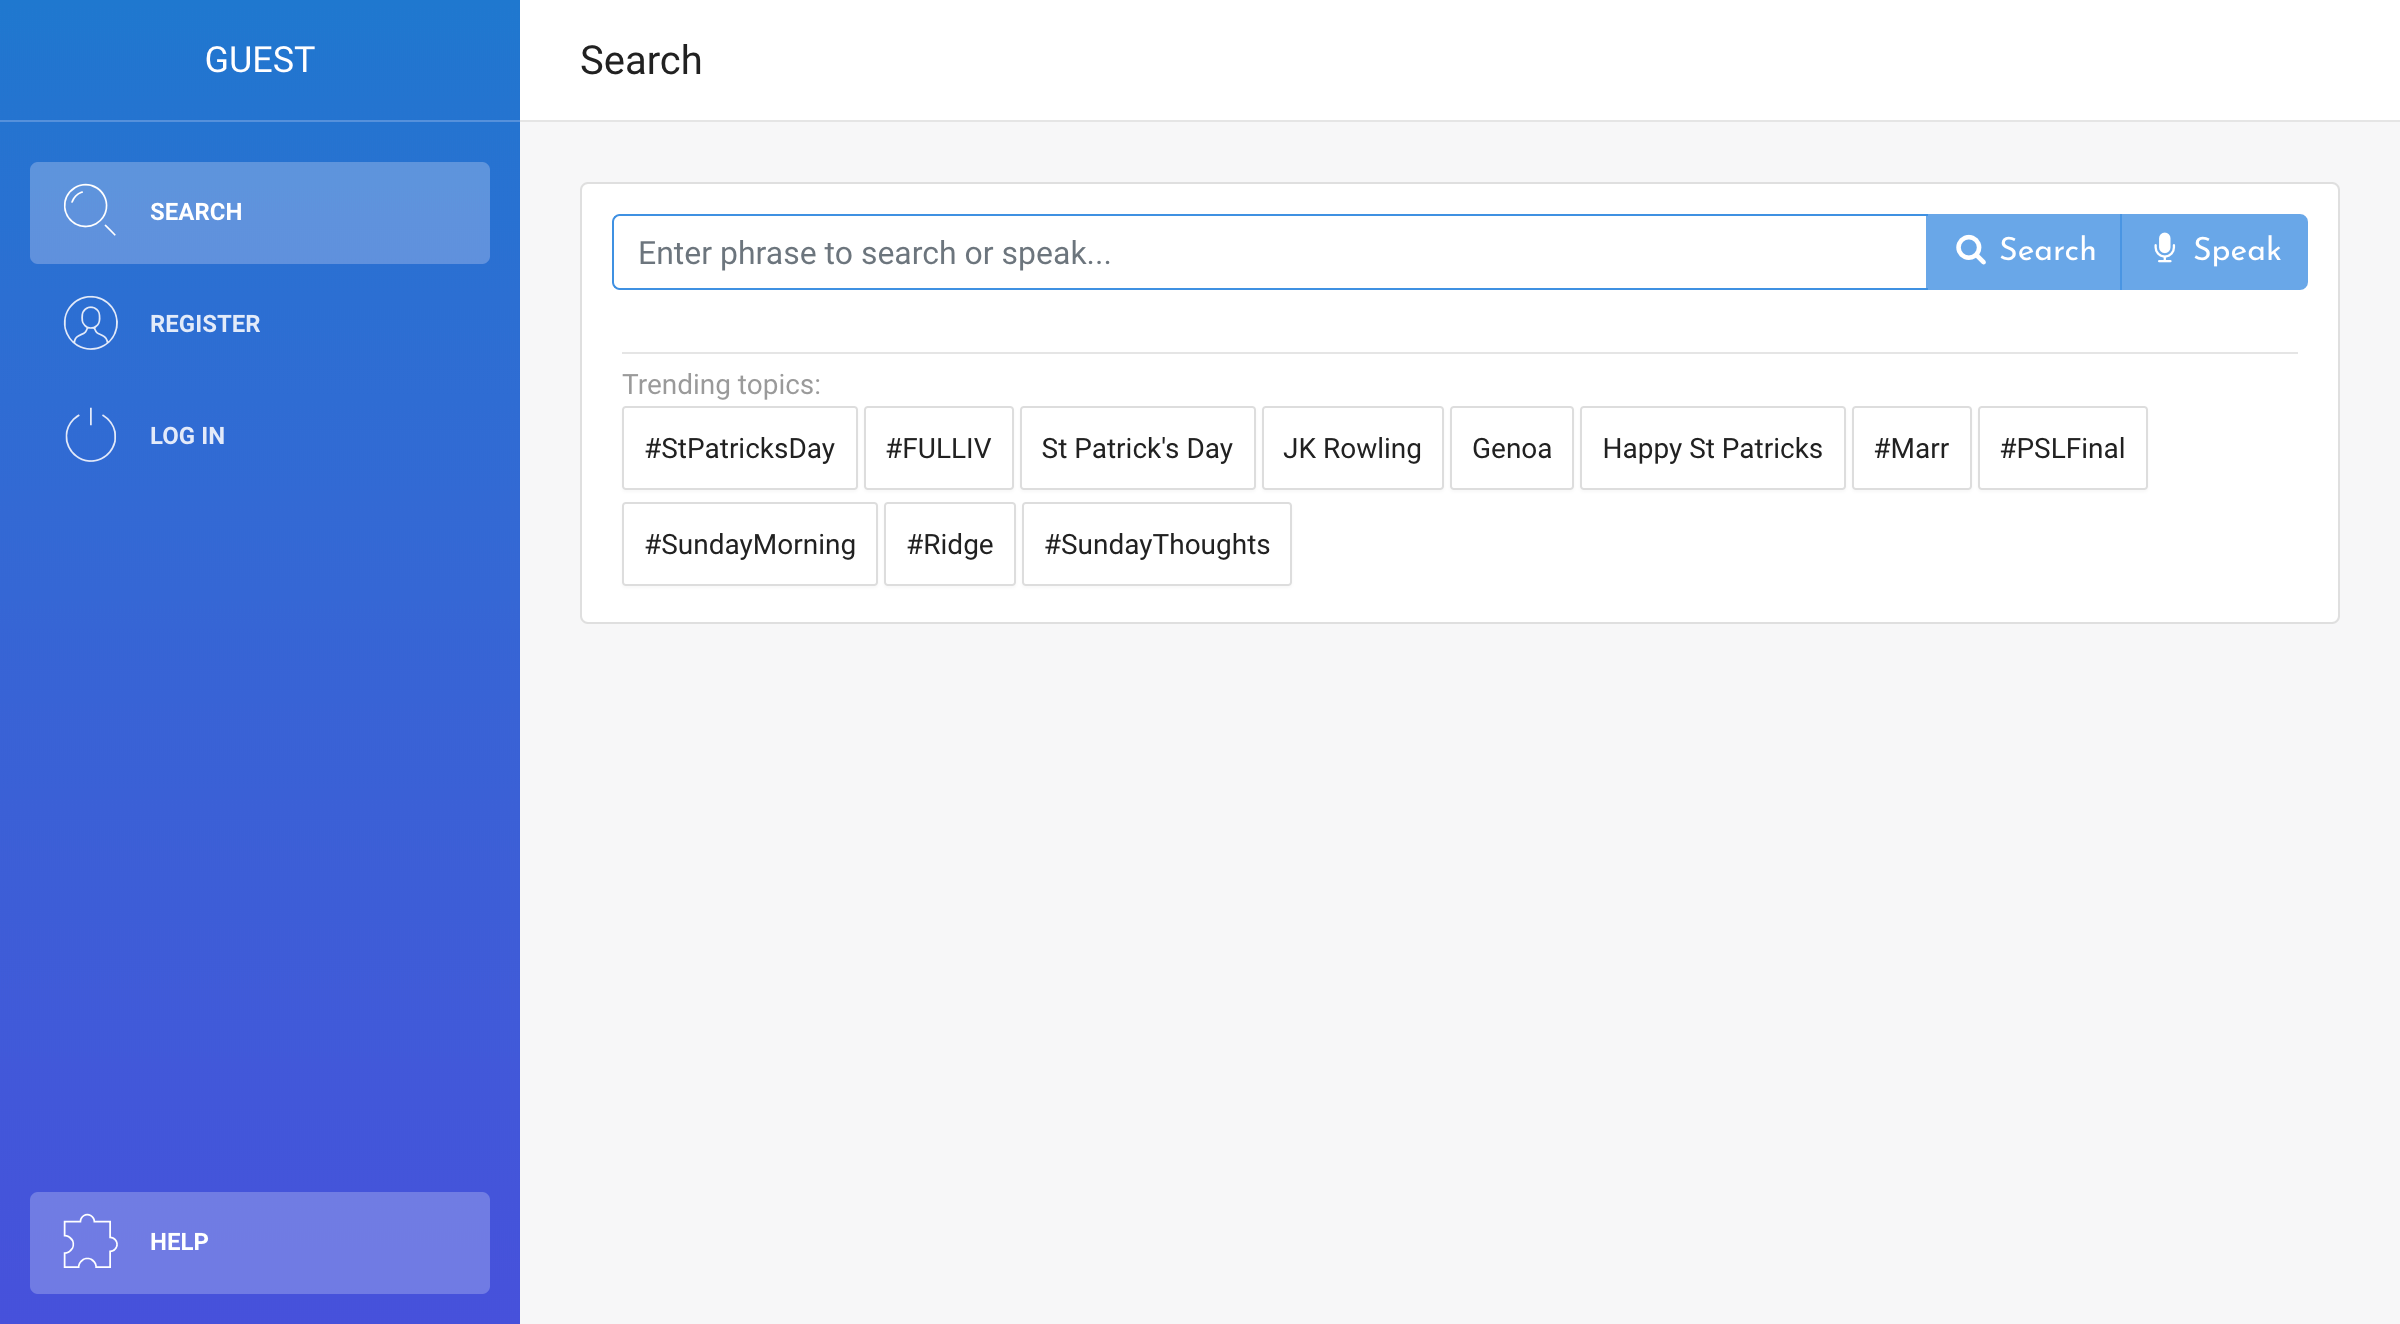 GUEST
Search
SEARCH
REGISTER
LOG IN
HELP
Enter phrase to search or speak...
Search
Speak
Trending topics:
#StPatricksDay #FULLIV St Patrick's Day JK Rowling Genoa Happy St Patricks #Marr #PSLFinal
#SundayMorning #Ridge #SundayThoughts